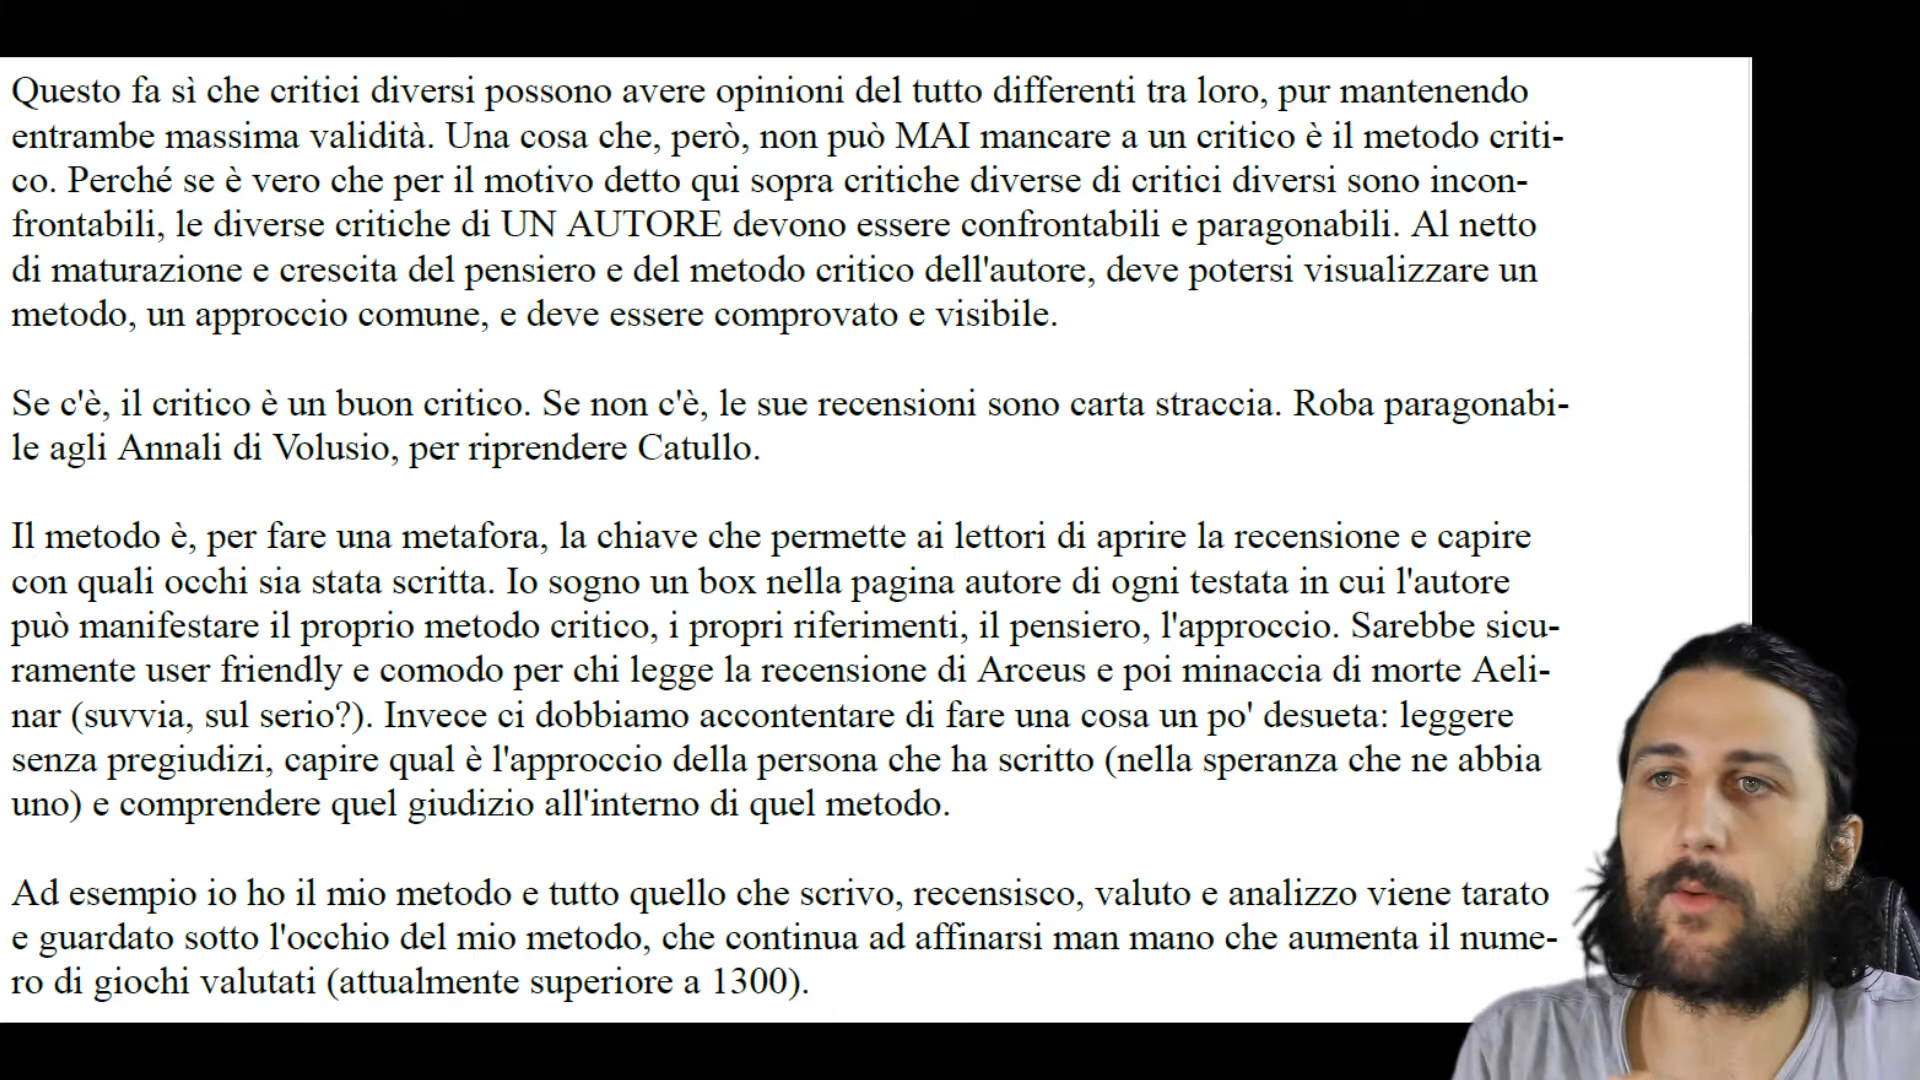 Questo fa sì che critici diversi possono avere opinioni del tutto differenti tra loro, pur mantenendo
entrambe massima validità. Una cosa che, però, non può MAI mancare a un critico è il metodo criti-
co. Perché se è vero che per il motivo detto qui sopra critiche diverse di critici diversi sono incon-
frontabili, le diverse critiche di UN AUTORE devono essere confrontabili e paragonabili. Al netto
di maturazione e crescita del pensiero e del metodo critico dell'autore, deve potersi visualizzare un
metodo, un approccio comune, e deve essere comprovato e visibile.
Se c'è, il critico è un buon critico. Se non c'è, le sue recensioni sono carta straccia. Roba paragonabi-
le agli Annali di Volusio, per riprendere Catullo.
Il metodo è, per fare una metafora, la chiave che permette ai lettori di aprire la recensione e capire
con quali occhi sia stata scritta. Io sogno un box nella pagina autore di ogni testata in cui l'autore
può manifestare il proprio metodo critico, i propri riferimenti, il pensiero, l'approccio. Sarebbe sicu-
ramente user friendly e comodo per chi legge la recensione di Arceus e poi minaccia di morte Aeli-
nar (suvvia, sul serio?). Invece ci dobbiamo accontentare di fare una cosa un po' desueta: leggere
senza pregiudizi, capire qual è l'approccio della persona che ha scritto (nella speranza che ne abbia
uno) e comprendere quel giudizio all'interno di quel metodo.
Ad esempio io ho il mio metodo e tutto quello che scrivo, recensisco, valuto e analizzo viene tarato
e guardato sotto l'occhio del mio metodo, che continua ad affinarsi man mano che aumenta il nume-
ro di giochi valutati (attualmente superiore a 1300).